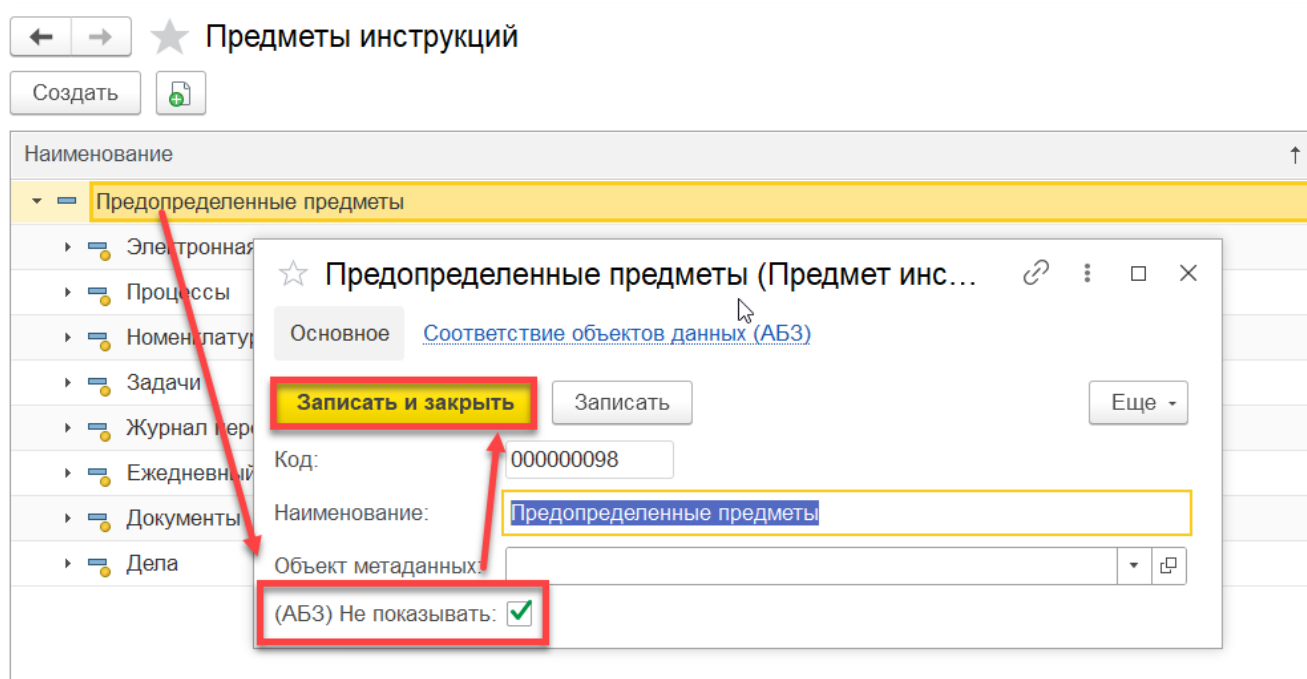 Предметы инструкций
Создать
Наименование
Предопределенные предметы
Электронная
Процессы
Номенклатур
Задачи
Журнал
Ежедневный
Документы
Дела
Предопределенные предметы (Предмет инс...
Основное Соответствие объектов данных (АБЗ)
Записать и закрыть Записать Еще
Код: 000000098
Наименование: Предопределенные предметы
Объект метаданных:
(АБЗ) Не показывать: